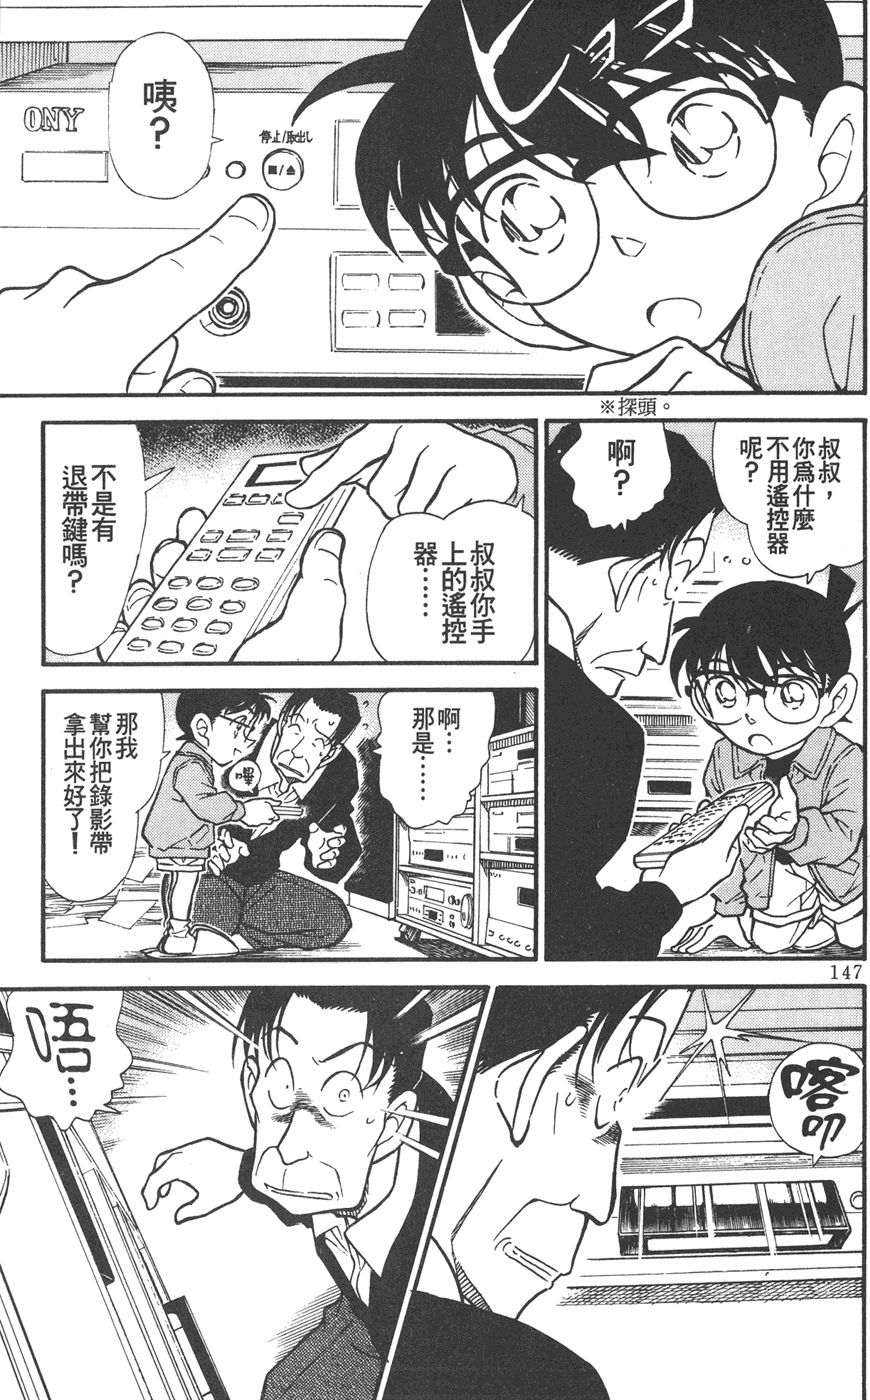 咦？
ONY
停止/取出し
■/▲
※探頭。
叔叔，
你爲什麼
不用遙控器
呢？
啊？
叔叔你手
上的遙控
器……
不是有
退帶鍵嗎？
啊…
那是……
嗶
那我
幫你把錄影帶
拿出來好了！
147
喀叩
唔…